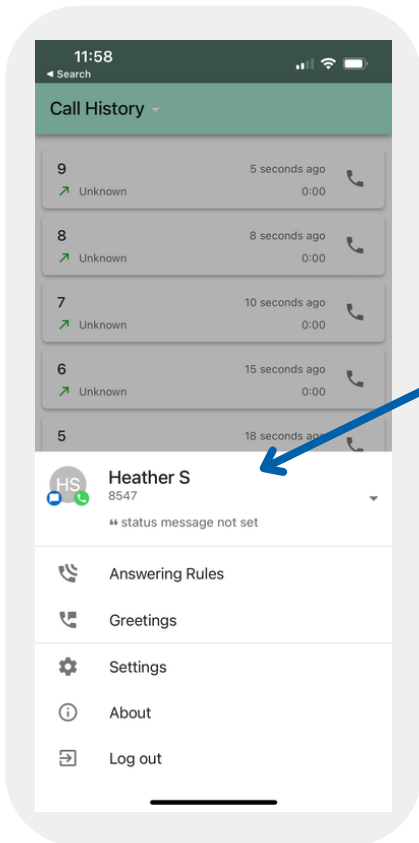 11:58
Search
Call History
9 5 seconds ago
Unknown 0:00
8 8 seconds ago
Unknown 0:00
7 10 seconds ago
Unknown 0:00
6 15 seconds ago
Unknown 0:00
5 18 seconds ago
HS Heather S
8547
❝ status message not set
Answering Rules
Greetings
Settings
About
Log out